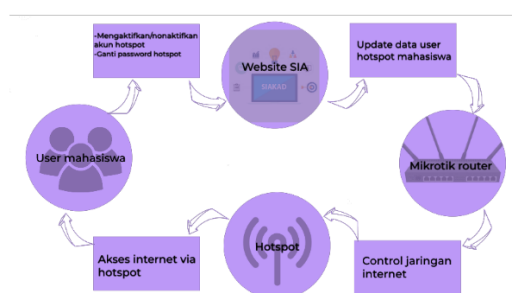 -Mengaktifkan/nonaktifkan
akun hotspot
-Ganti password hotspot
Website SIA
SIAKAD
Update data user
hotspot mahasiswa
User mahasiswa
Mikrotik router
Akses internet via
hotspot
Hotspot
Control jaringan
internet